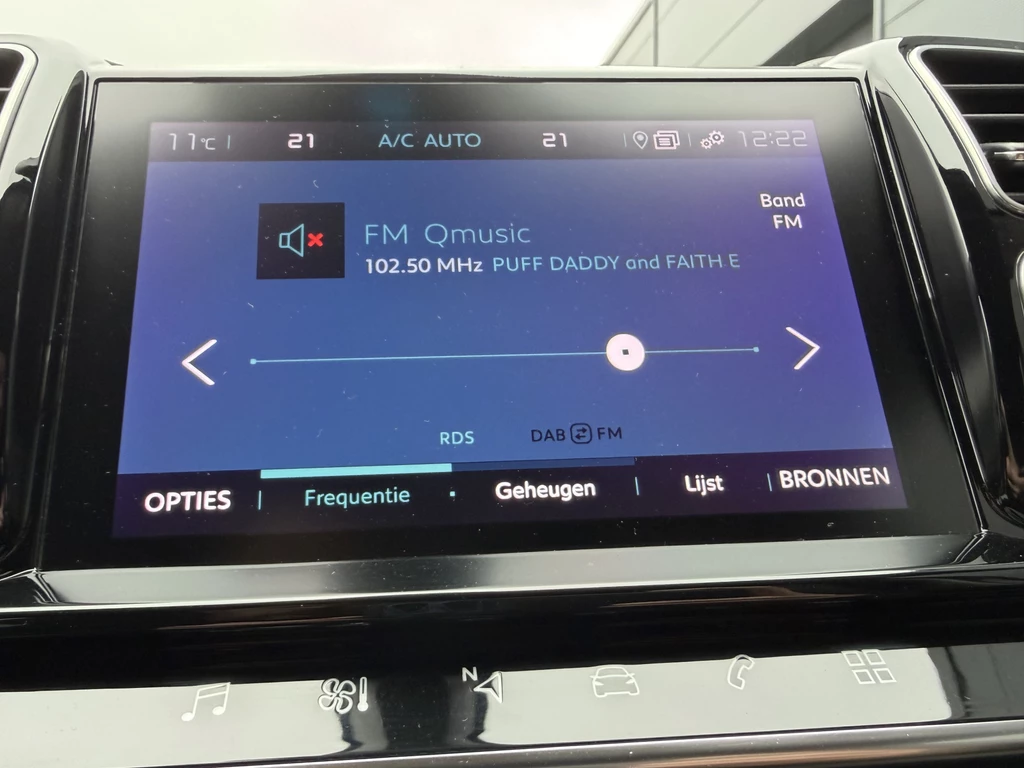 11°C 21 A/C AUTO 21 12:22
Band
FM
FM Qmusic
102.50 MHz PUFF DADDY and FAITH E
RDS DAB FM
OPTIES Frequentie Geheugen Lijst BRONNEN
N